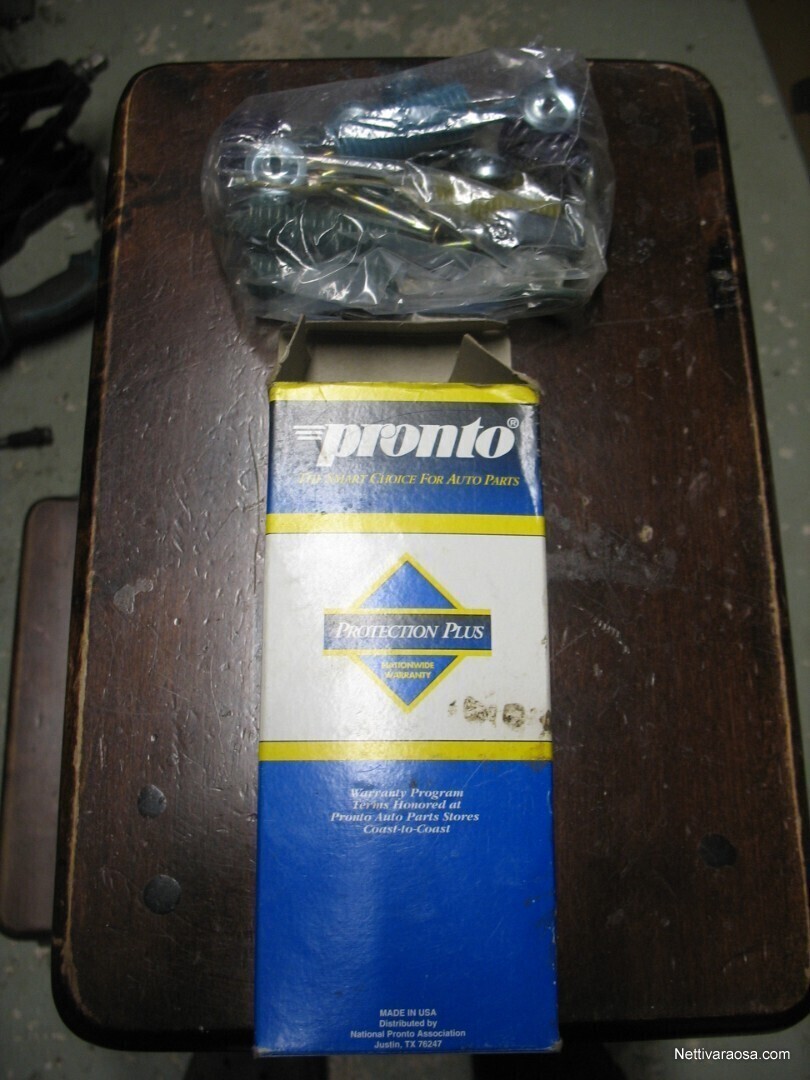 pronto®
THE SMART CHOICE FOR AUTO PARTS
PROTECTION PLUS
NATIONWIDE
WARRANTY
Warranty Program
Terms Honored at
Pronto Auto Parts Stores
Coast-to-Coast
MADE IN USA
Distributed by
National Pronto Association
Justin, TX 76247
Nettivaraosa.com